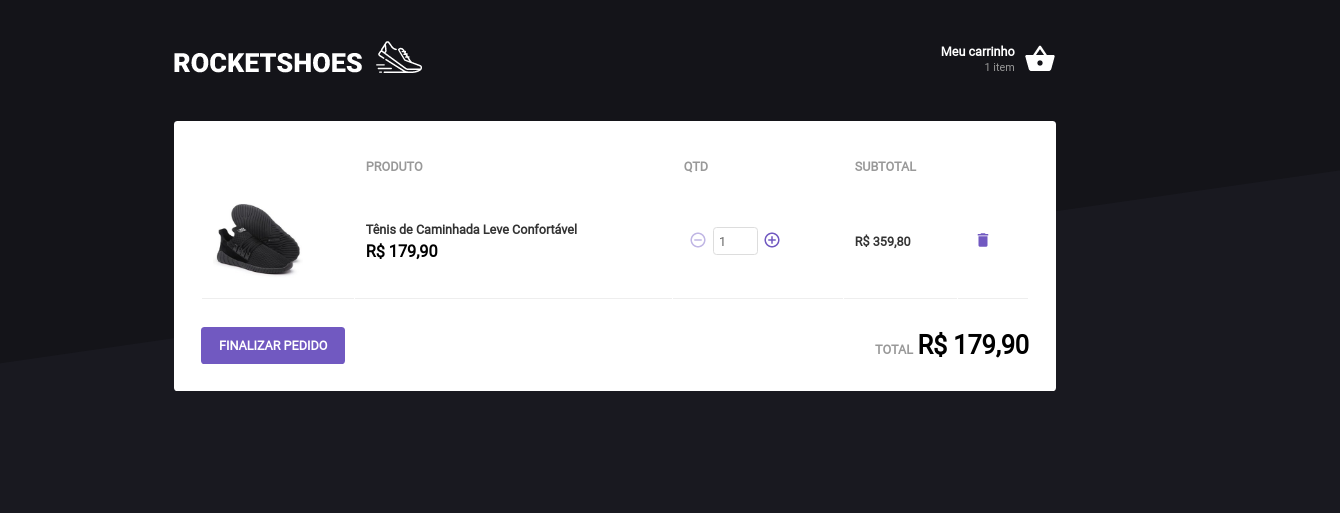 ROCKETSHOES
Meu carrinho
1 item
PRODUTO QTD SUBTOTAL
Tênis de Caminhada Leve Confortável
R$ 179,90
1
R$ 359,80
FINALIZAR PEDIDO
TOTAL R$ 179,90